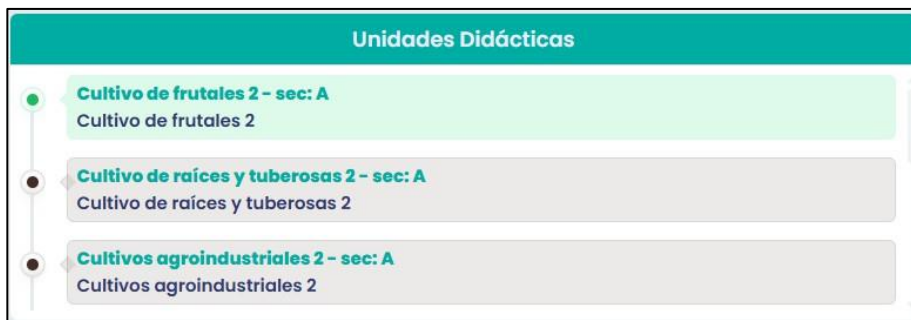 Unidades Didácticas
Cultivo de frutales 2 - sec: A
Cultivo de frutales 2
Cultivo de raíces y tuberosas 2 - sec: A
Cultivo de raíces y tuberosas 2
Cultivos agroindustriales 2 - sec: A
Cultivos agroindustriales 2